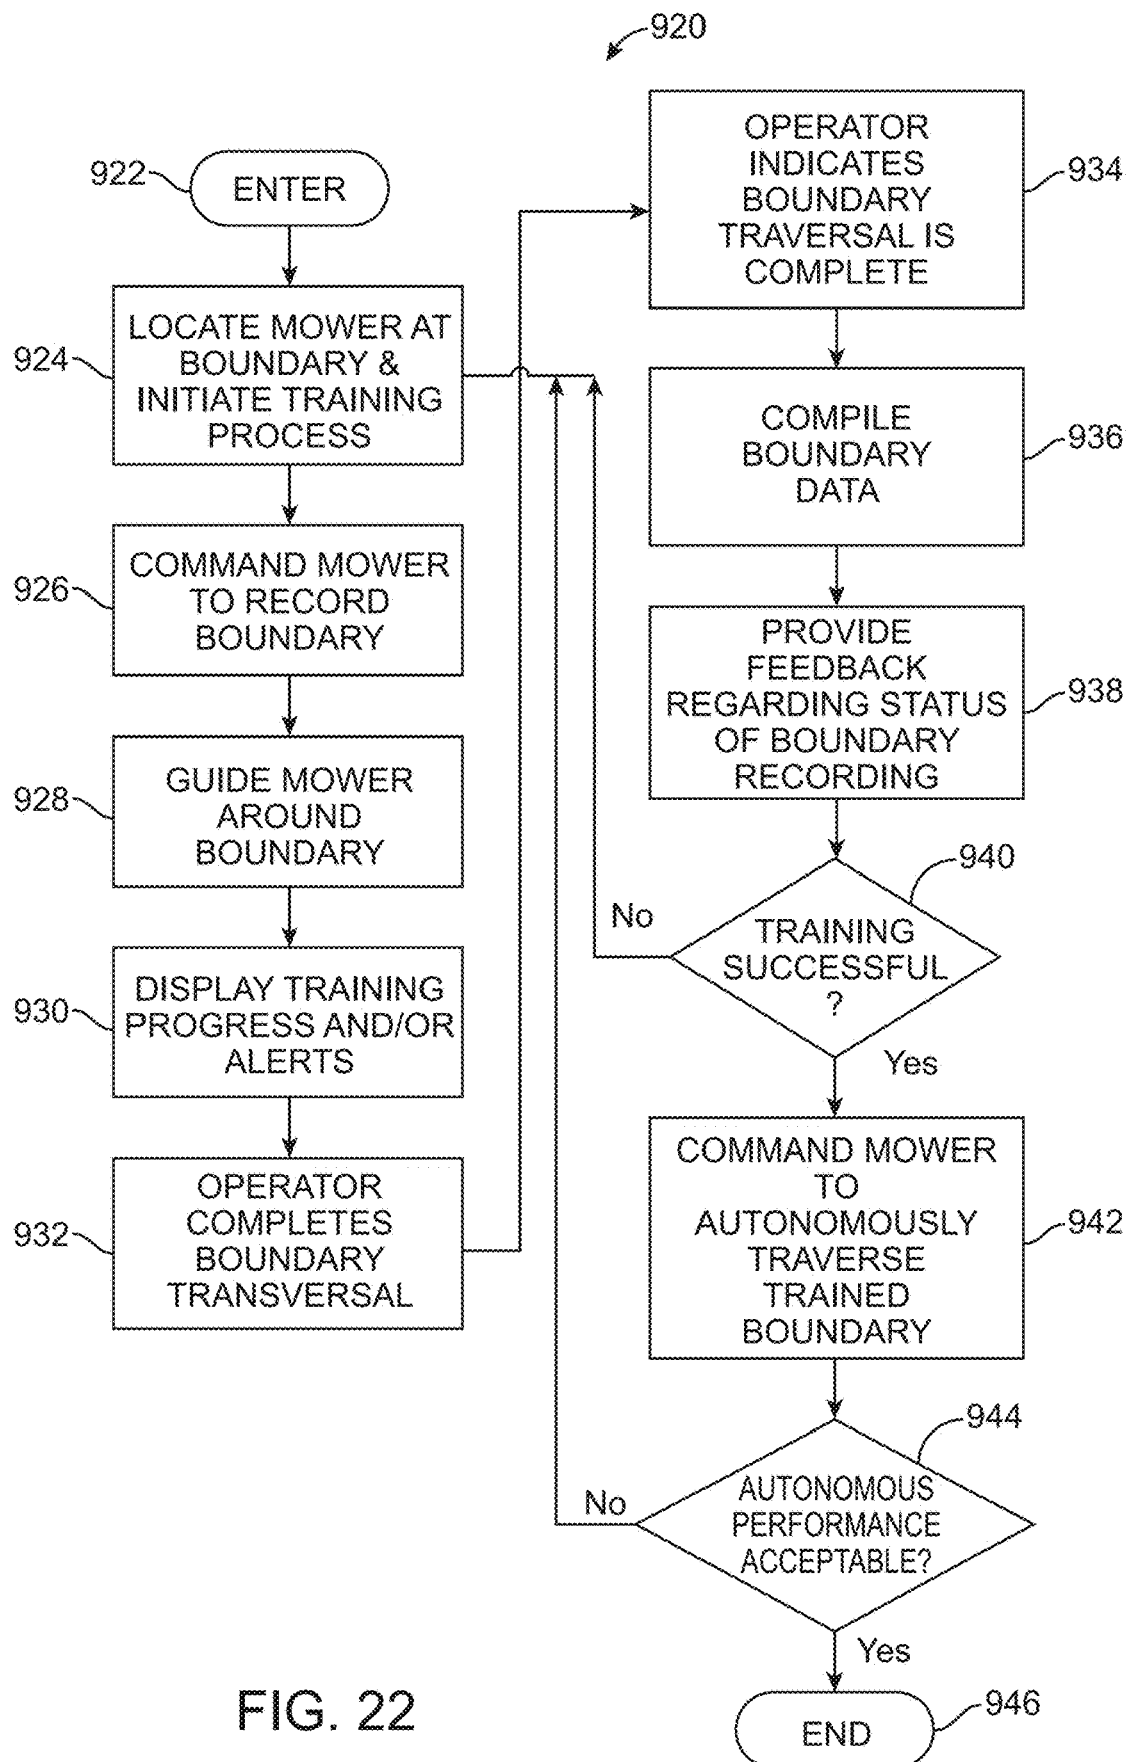 920
922
ENTER
924
LOCATE MOWER AT
BOUNDARY &
INITIATE TRAINING
PROCESS
926
COMMAND MOWER
TO RECORD
BOUNDARY
928
GUIDE MOWER
AROUND
BOUNDARY
930
DISPLAY TRAINING
PROGRESS AND/OR
ALERTS
932
OPERATOR
COMPLETES
BOUNDARY
TRANSVERSAL
OPERATOR
INDICATES
BOUNDARY
TRAVERSAL IS
COMPLETE
934
COMPILE
BOUNDARY
DATA
936
PROVIDE
FEEDBACK
REGARDING STATUS
OF BOUNDARY
RECORDING
938
940
No
TRAINING
SUCCESSFUL
?
Yes
COMMAND MOWER
TO
AUTONOMOUSLY
TRAVERSE
TRAINED
BOUNDARY
942
944
No
AUTONOMOUS
PERFORMANCE
ACCEPTABLE?
Yes
END
946
FIG. 22